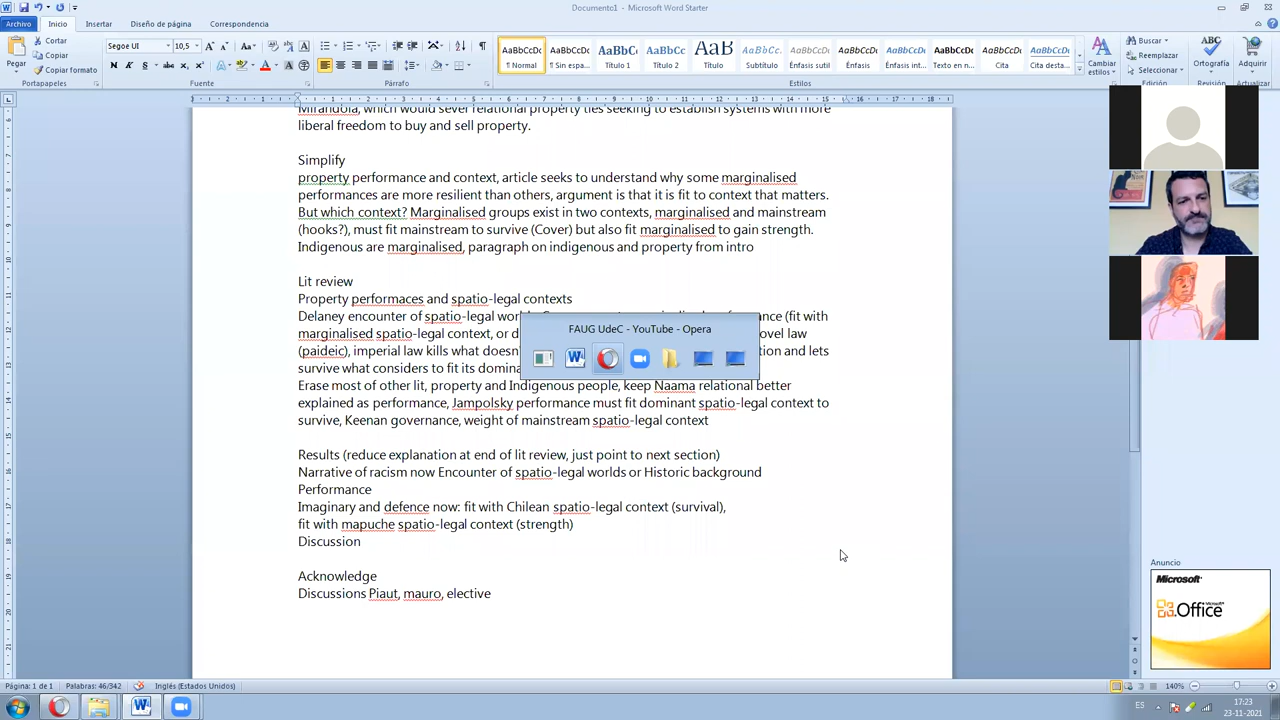 Documento1 - Microsoft Word Starter
Archivo Inicio Insertar Diseño de página Correspondencia
Pegar
Cortar
Copiar
Copiar formato
Portapapeles
Segoe UI 10,5
Fuente
Párrafo
AaBbCcDc AaBbCcDc AaBbC AaBbCc AaB AaBbCc. AaBbCcDc AaBbCcDc AaBbCcDc AaBbCcDc AaBbCcDc AaBbCcDc
¶ Normal ¶ Sin espa... Título 1 Título 2 Título Subtítulo Énfasis sutil Énfasis Énfasis int... Texto en n... Cita Cita desta...
Estilos
Cambiar estilos
Buscar
Reemplazar
Seleccionar
Edición
Ortografía
Revisión
Adquirir
Mirandola, which would sever relational property ties seeking to establish systems with more
liberal freedom to buy and sell property.
Simplify
property performance and context, article seeks to understand why some marginalised
performances are more resilient than others, argument is that it is fit to context that matters.
But which context? Marginalised groups exist in two contexts, marginalised and mainstream
(hooks?), must fit mainstream to survive (Cover) but also fit marginalised to gain strength.
Indigenous are marginalised, paragraph on indigenous and property from intro
Lit review
Property performaces and spatio-legal contexts
Delaney encounter of spatio-legal (fit with
marginalised spatio-legal context, or d ovel law
(paideic), imperial law kills what doesn and lets
survive what considers to fit its domina
FAUG UdeC - YouTube - Opera
Erase most of other lit, property and Indigenous people, keep Naama relational better
explained as performance, Jampolsky performance must fit dominant spatio-legal context to
survive, Keenan governance, weight of mainstream spatio-legal context
Results (reduce explanation at end of lit review, just point to next section)
Narrative of racism now Encounter of spatio-legal worlds or Historic background
Performance
Imaginary and defence now: fit with Chilean spatio-legal context (survival),
fit with mapuche spatio-legal context (strength)
Discussion
Acknowledge
Discussions Piaut, mauro, elective
Anuncio
Microsoft
Office
Página: 1 de 1 Palabras: 46/342 Inglés (Estados Unidos) 140%
ES 17:23
23-11-2021